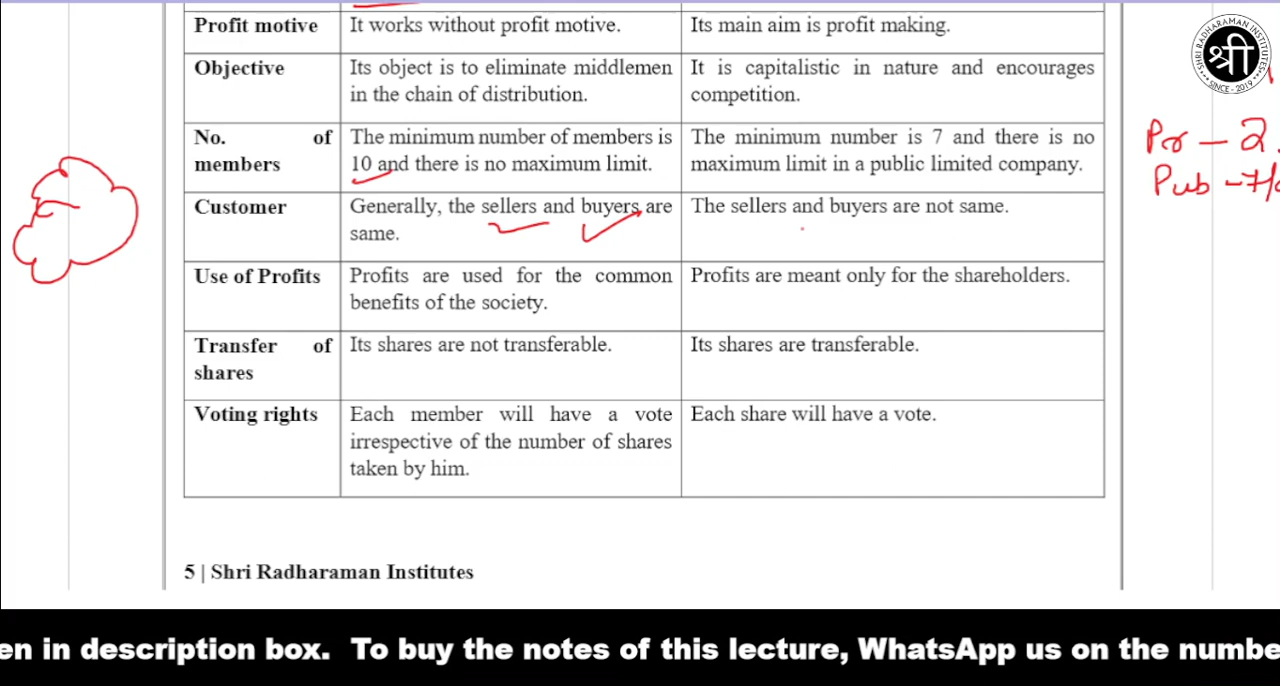 Profit motive
It works without profit motive.
Its main aim is profit making.
Objective
Its object is to eliminate middlemen
in the chain of distribution.
It is capitalistic in nature and encourages
competition.
No. of
members
The minimum number of members is
10 and there is no maximum limit.
The minimum number is 7 and there is no
maximum limit in a public limited company.
Customer
Generally, the sellers and buyers are
same.
The sellers and buyers are not same.
Use of Profits
Profits are used for the common
benefits of the society.
Profits are meant only for the shareholders.
Transfer of
shares
Its shares are not transferable.
Its shares are transferable.
Voting rights
Each member will have a vote
irrespective of the number of shares
taken by him.
Each share will have a vote.
5 | Shri Radharaman Institutes
SHRI RADHARAMAN INSTITUTES
श्री
SINCE - 2019
Pr - 2
Pub - 7/
en in description box. To buy the notes of this lecture, WhatsApp us on the numbe